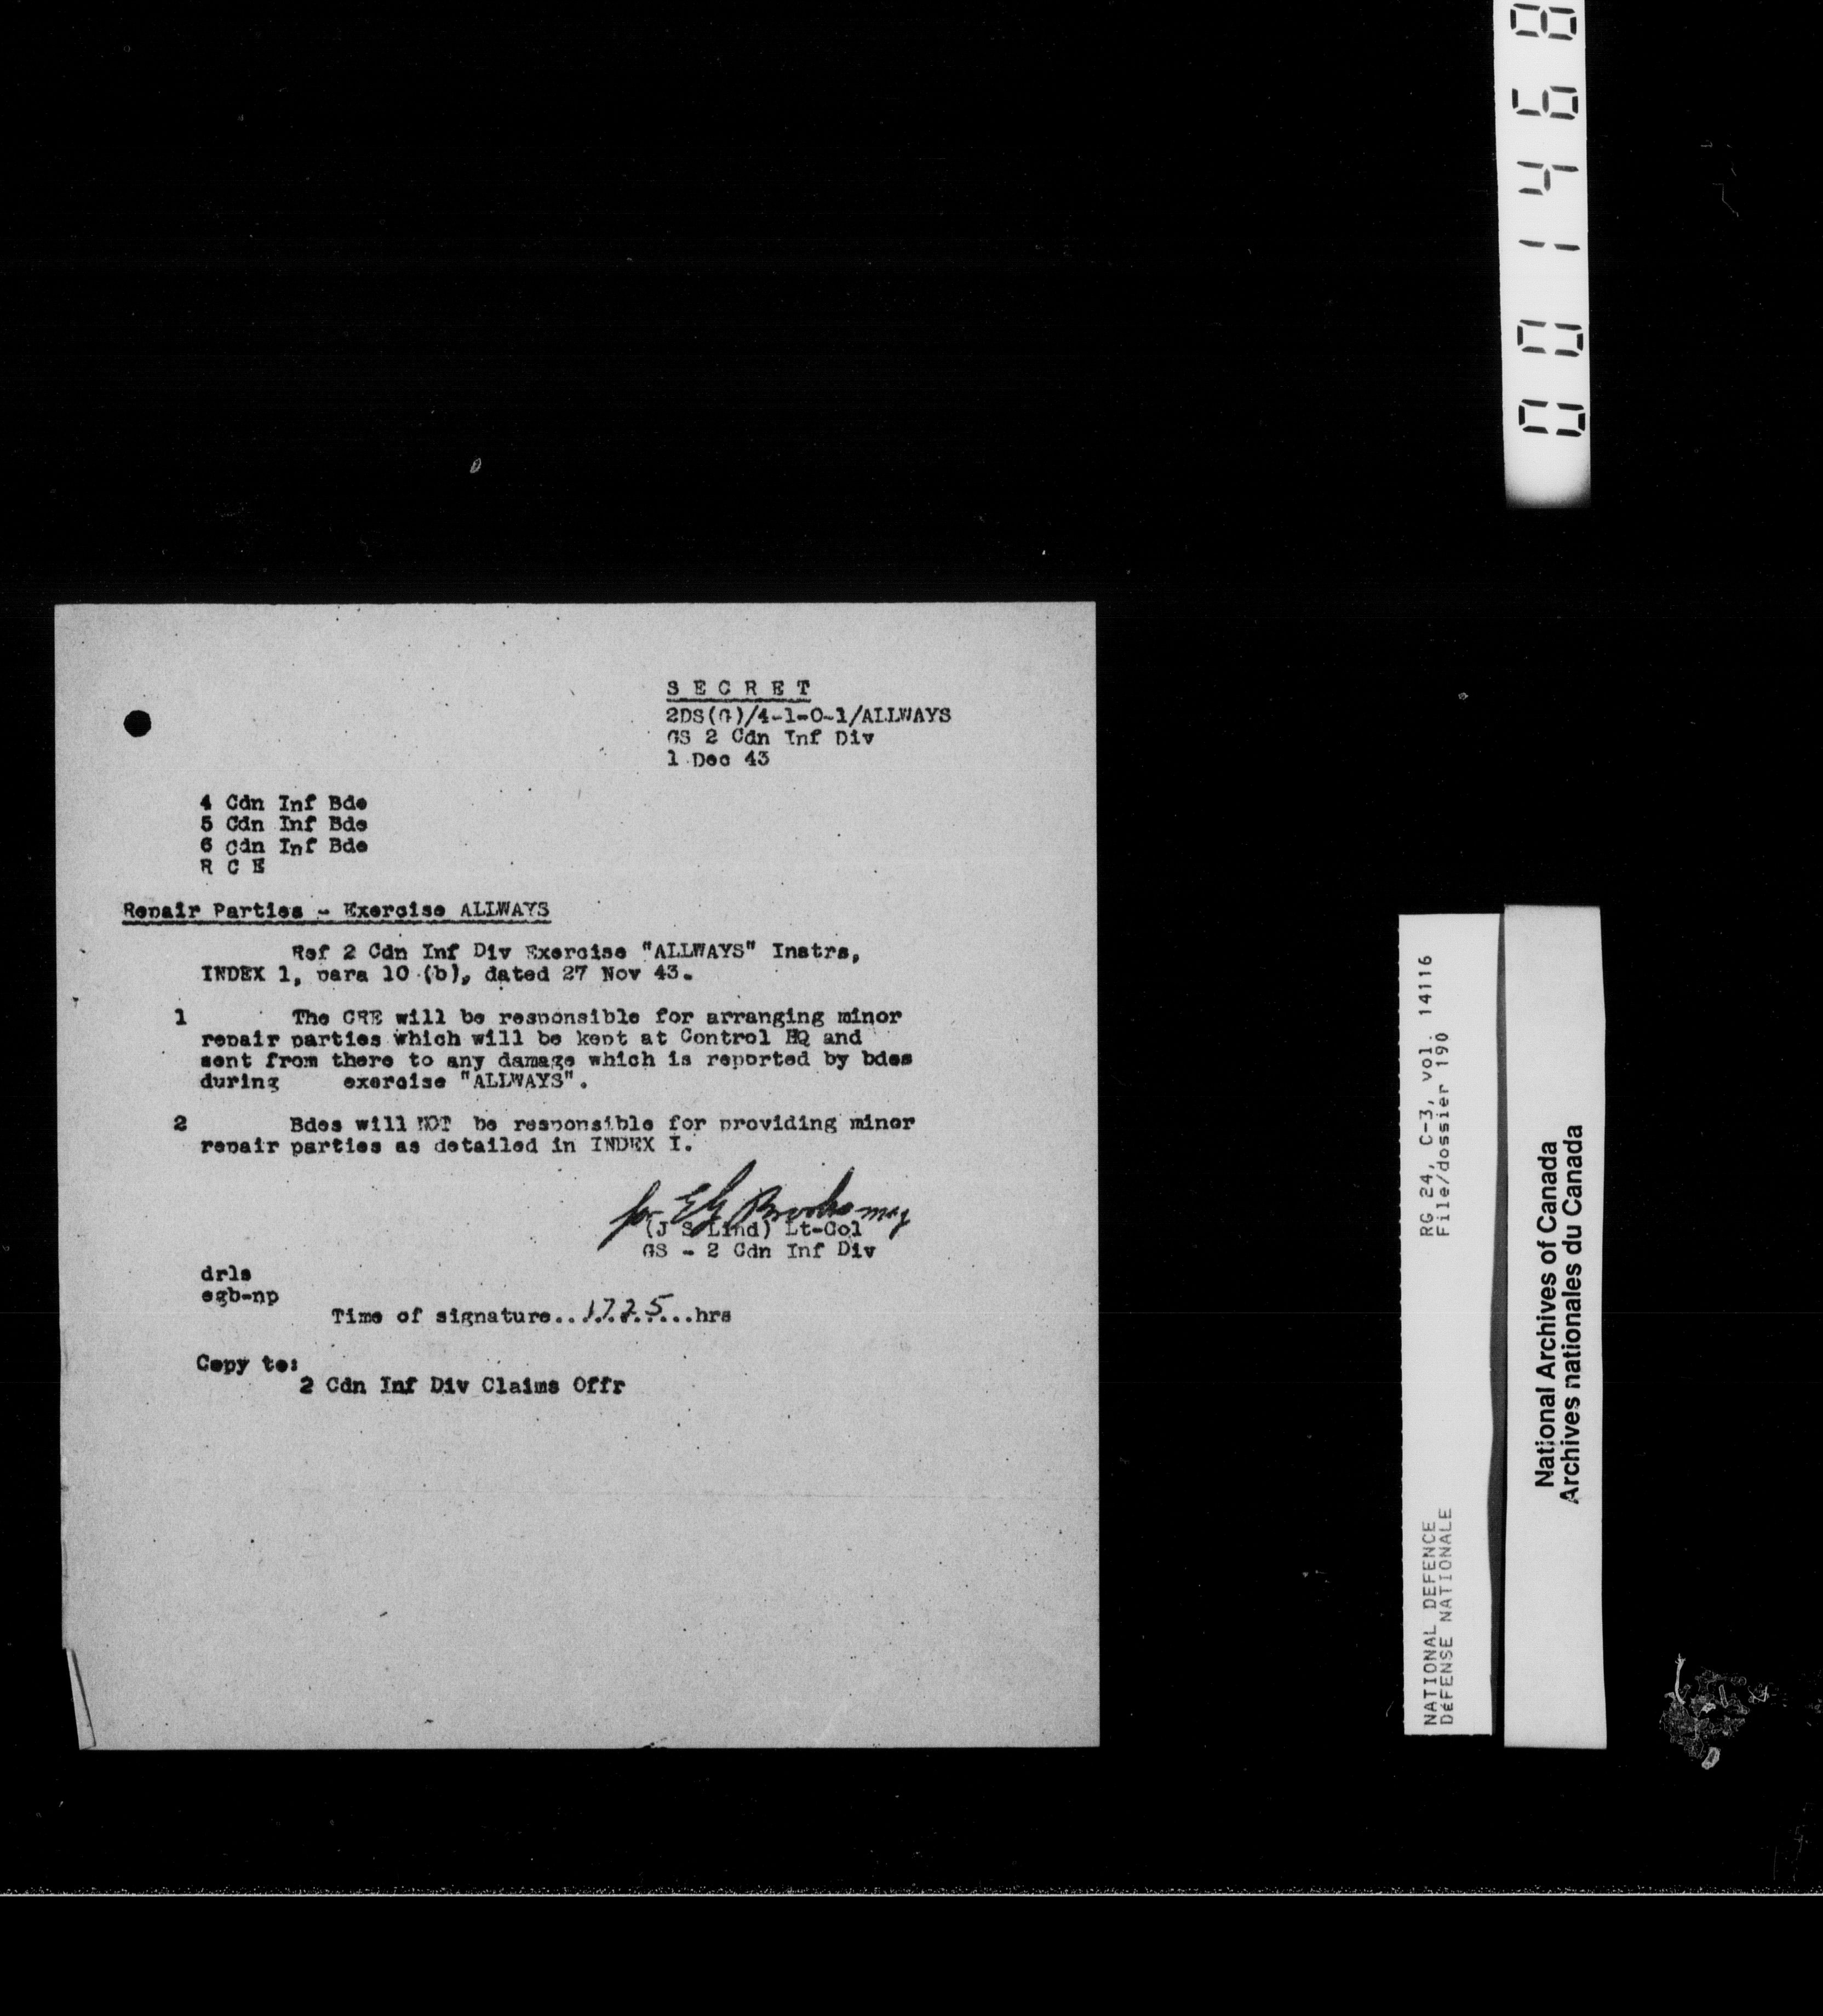 S E C R E T
2DS(G)/4-1-0-1/ALLWAYS
GS 2 Cdn Inf Div
1 Dec 43
4 Cdn Inf Bde
5 Cdn Inf Bde
6 Cdn Inf Bde
R C E
Repair Parties - Exercise ALLWAYS
Ref 2 Cdn Inf Div Exercise "ALLWAYS" Instrs,
INDEX 1, para 10 (b), dated 27 Nov 43.
1 The CRE will be responsible for arranging minor
repair parties which will be kept at Control HQ and
sent from there to any damage which is reported by bdes
during exercise "ALLWAYS".
2 Bdes will NOT be responsible for providing minor
repair parties as detailed in INDEX I.
for EG Brooks maj
(J S Lind) Lt-Col
GS - 2 Cdn Inf Div
drls
egb-np
Time of signature...1725...hrs
Copy to:
2 Cdn Inf Div Claims Offr
001468
RG 24, C-3, vol. 14116
File/dossier 190
NATIONAL DEFENCE
DÉFENSE NATIONALE
National Archives of Canada
Archives nationales du Canada